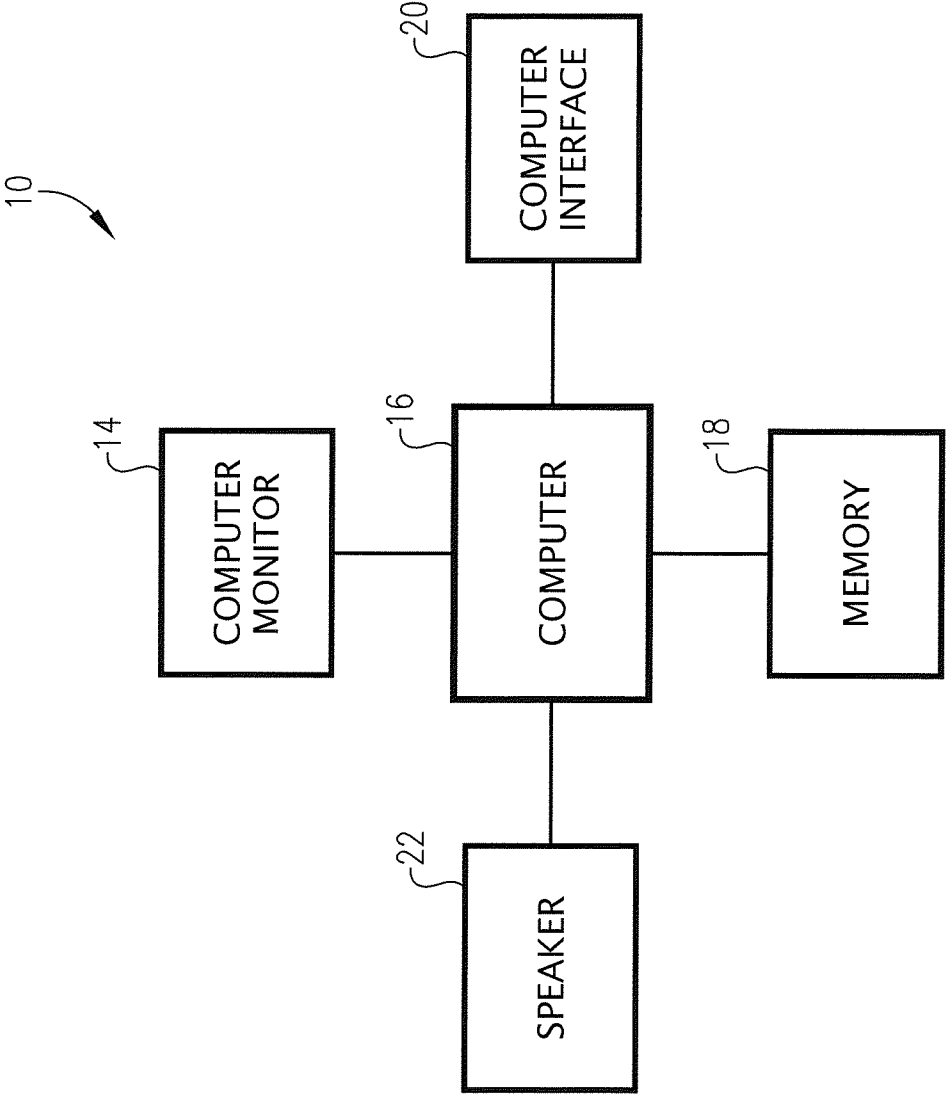 10
14
COMPUTER
MONITOR
22
SPEAKER
16
COMPUTER
20
COMPUTER
INTERFACE
18
MEMORY